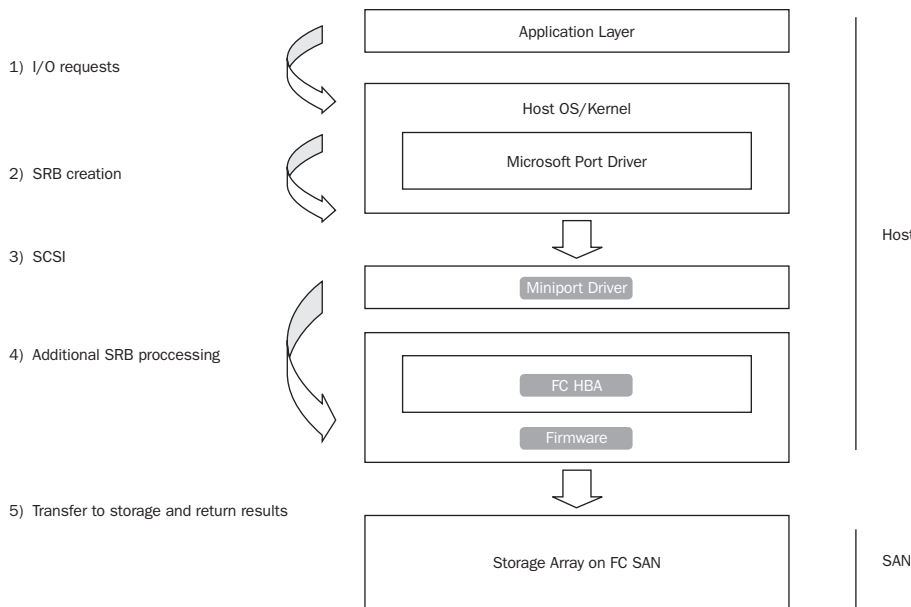 Application Layer
1) I/O requests
Host OS/Kernel
Microsoft Port Driver
2) SRB creation
Host
3) SCSI
Miniport Driver
4) Additional SRB proccessing
FC HBA
Firmware
5) Transfer to storage and return results
Storage Array on FC SAN
SAN